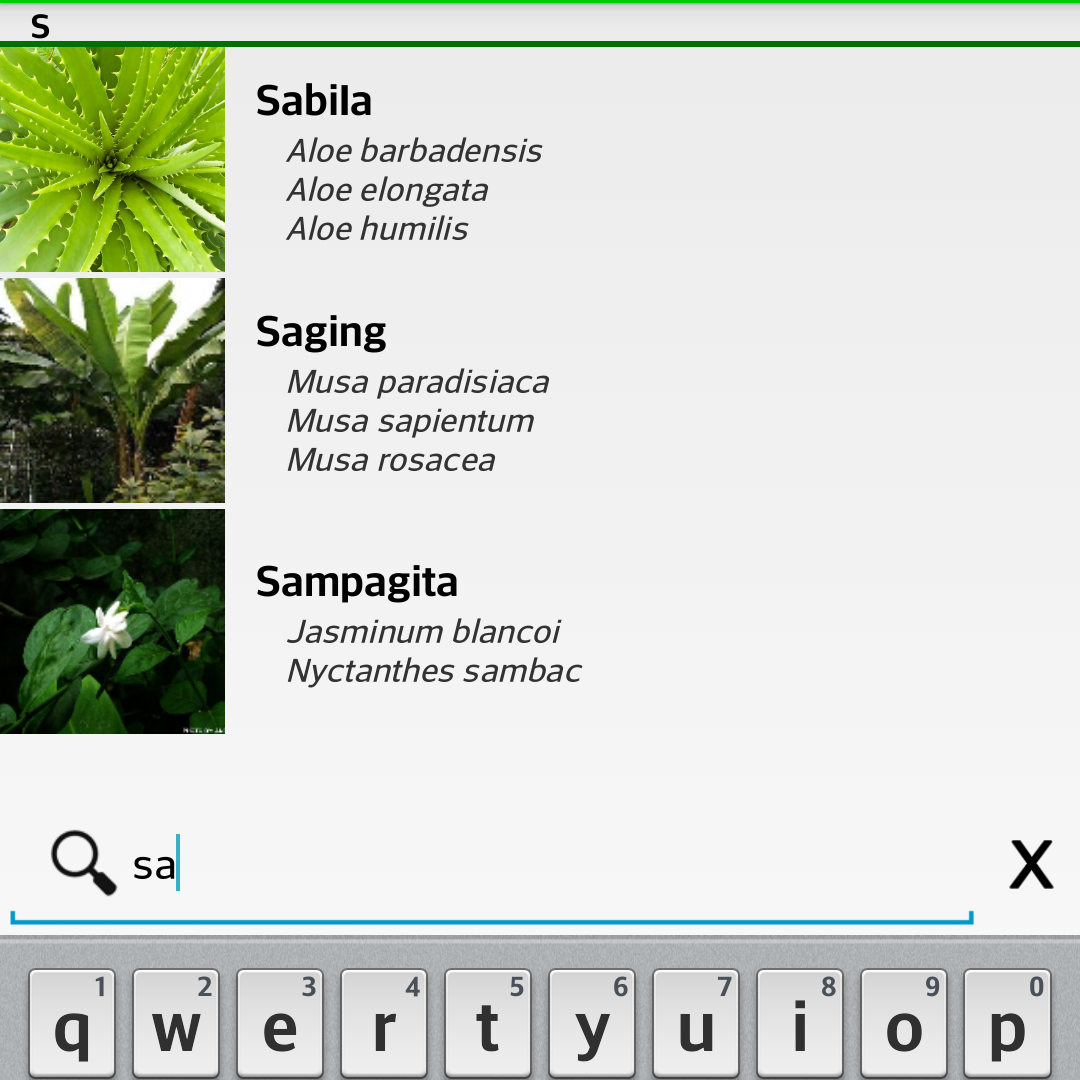 S
Sabila
Aloe barbadensis
Aloe elongata
Aloe humilis
Saging
Musa paradisiaca
Musa sapientum
Musa rosacea
Sampagita
Jasminum blancoi
Nyctanthes sambac
sa X
1 2 3 4 5 6 7 8 9 0
q w e r t y u i o p